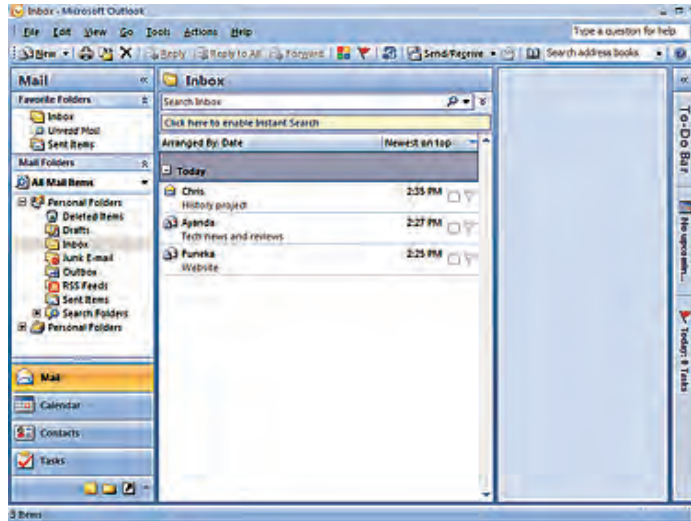 Inbox - Microsoft Outlook
File Edit View Go Tools Actions Help
Type a question for help
New Reply Reply to All Forward Send/Receive Search address books
Mail
Favorite Folders
Inbox
Unread Mail
Sent Items
Mail Folders
All Mail Items
Personal Folders
Deleted Items
Drafts
Inbox
Junk E-mail
Outbox
RSS Feeds
Sent Items
Search Folders
Personal Folders
Mail
Calendar
Contacts
Tasks
Inbox
Search Inbox
Click here to enable Instant Search
Arranged By: Date Newest on top
Today
Chris 2:35 PM
History project
Ayanda 2:27 PM
Tech news and reviews
Funeka 2:25 PM
Website
To-Do Bar
No upcomin...
Today: 0 Tasks
3 Items